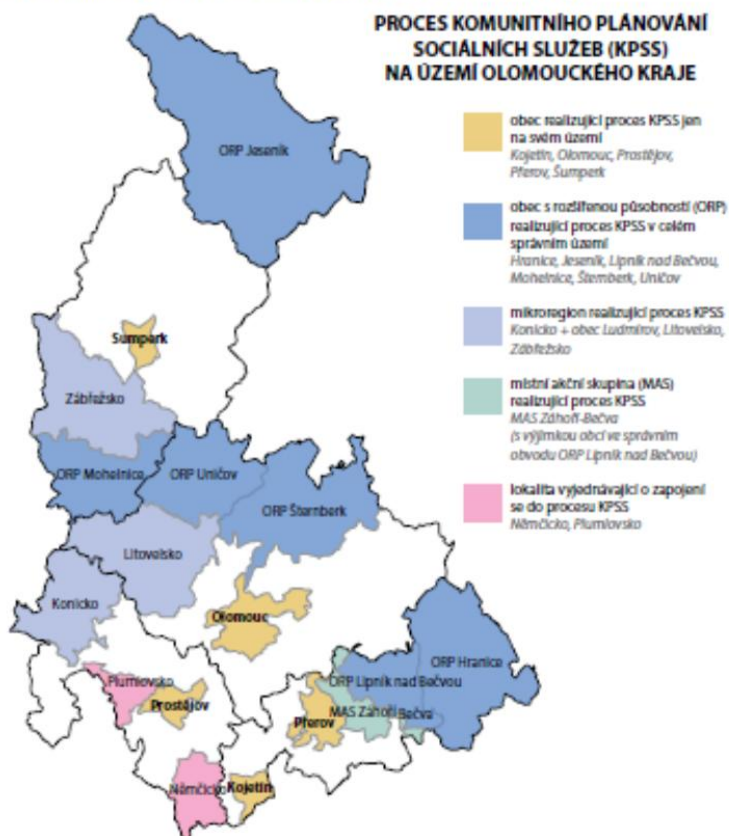 PROCES KOMUNITNÍHO PLÁNOVÁNÍ
SOCIÁLNÍCH SLUŽEB (KPSS)
NA ÚZEMÍ OLOMOUCKÉHO KRAJE
obec realizující proces KPSS jen
na svém území
Kojetín, Olomouc, Prostějov,
Přerov, Šumperk
obec s rozšířenou působností (ORP)
realizující proces KPSS v celém
správním území
Hranice, Jeseník, Lipník nad Bečvou,
Mohelnice, Šternberk, Uničov
mikroregion realizující proces KPSS
Konicko + obec Ludmírov, Litovelsko,
Zábřežsko
místní akční skupina (MAS)
realizující proces KPSS
MAS Záhoří-Bečva
(s výjimkou obcí ve správním
obvodu ORP Lipník nad Bečvou)
lokalita vyjednávající o zapojení
se do procesu KPSS
Němčicko, Plumlovsko
ORP Jeseník
Šumperk
Zábřežsko
ORP Mohelnice
ORP Uničov
ORP Šternberk
Litovelsko
Konicko
Olomouc
ORP Hranice
ORP Lipník nad Bečvou
Plumlovsko
Prostějov
Přerov
MAS Záhoří Bečva
Němčicko
Kojetín